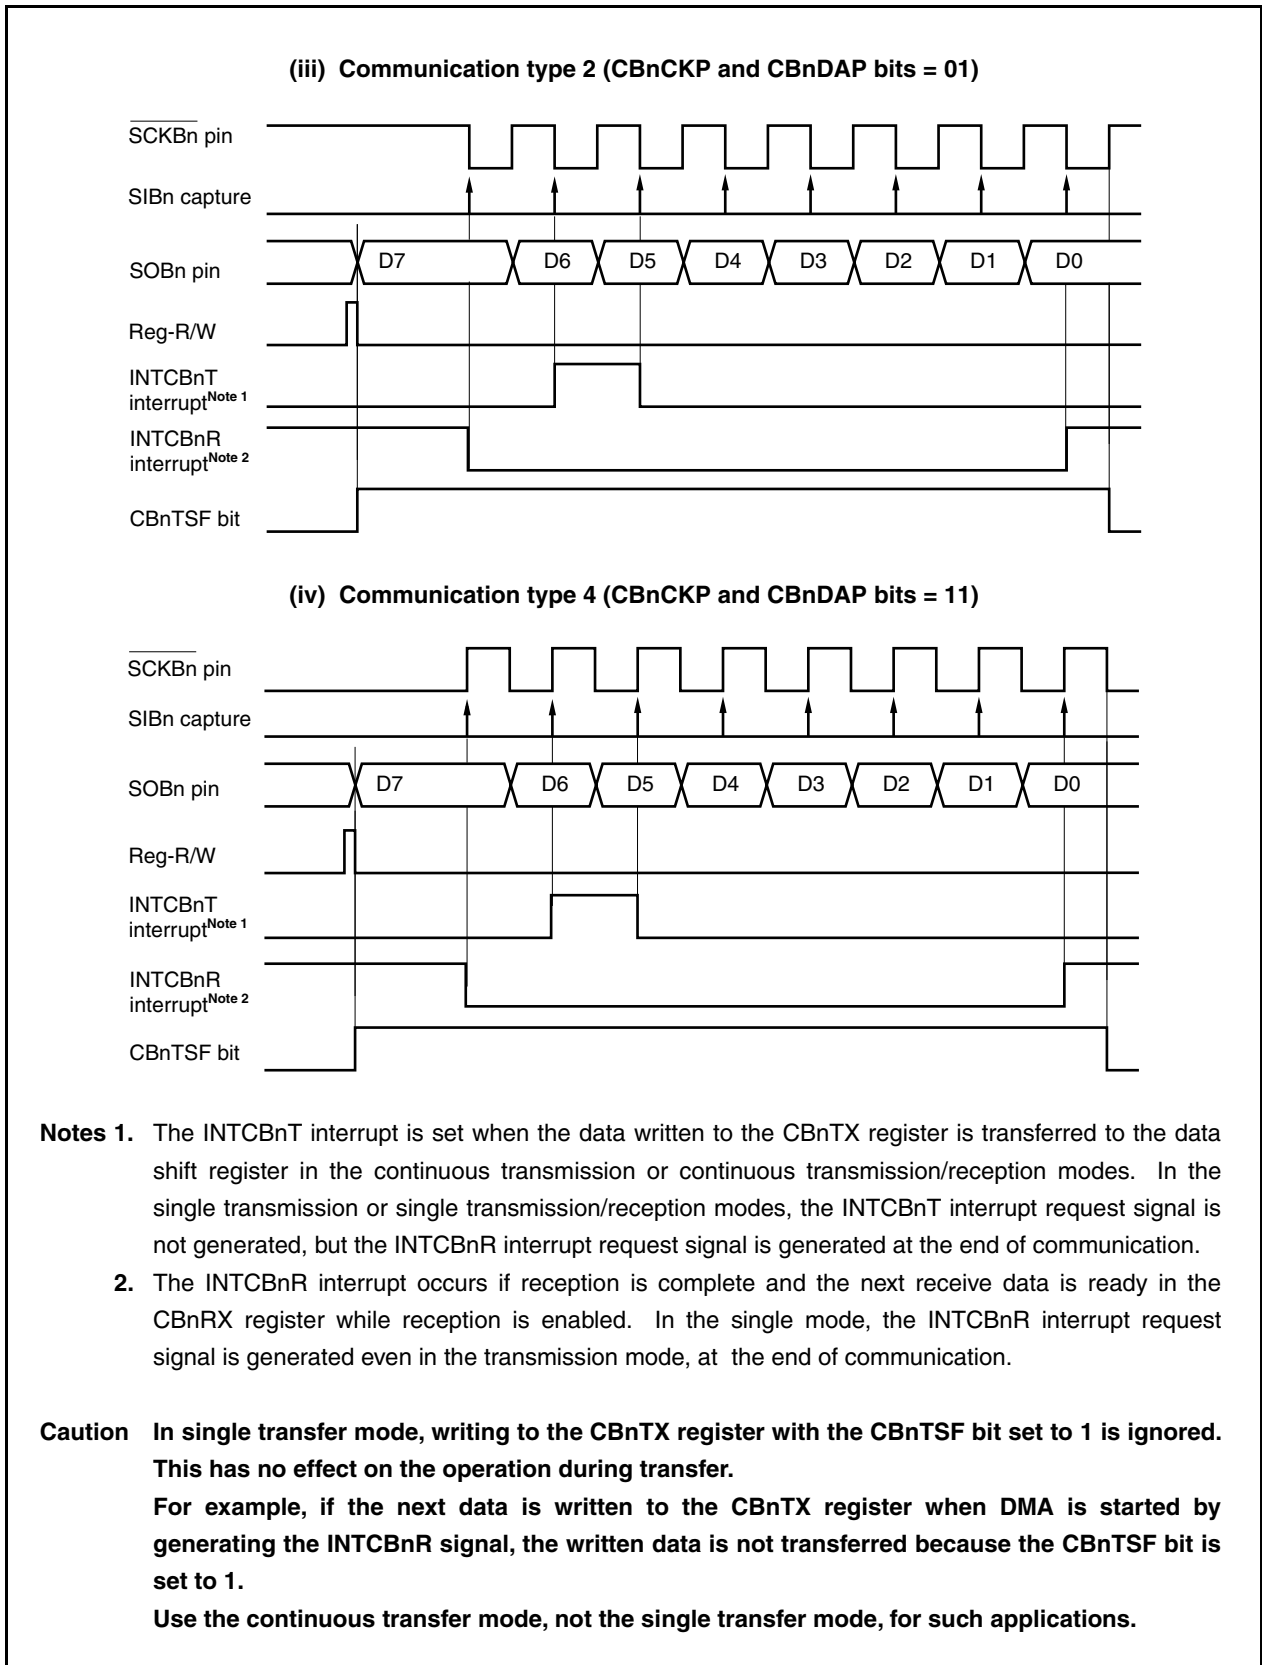 (iii) Communication type 2 (CBnCKP and CBnDAP bits = 01)
SCKBn pin
SIBn capture
SOBn pin
D7 D6 D5 D4 D3 D2 D1 D0
Reg-R/W
INTCBnT
interruptNote 1
INTCBnR
interruptNote 2
CBnTSF bit
(iv) Communication type 4 (CBnCKP and CBnDAP bits = 11)
SCKBn pin
SIBn capture
SOBn pin
D7 D6 D5 D4 D3 D2 D1 D0
Reg-R/W
INTCBnT
interruptNote 1
INTCBnR
interruptNote 2
CBnTSF bit
Notes 1. The INTCBnT interrupt is set when the data written to the CBnTX register is transferred to the data
shift register in the continuous transmission or continuous transmission/reception modes. In the
single transmission or single transmission/reception modes, the INTCBnT interrupt request signal is
not generated, but the INTCBnR interrupt request signal is generated at the end of communication.
2. The INTCBnR interrupt occurs if reception is complete and the next receive data is ready in the
CBnRX register while reception is enabled. In the single mode, the INTCBnR interrupt request
signal is generated even in the transmission mode, at the end of communication.
Caution In single transfer mode, writing to the CBnTX register with the CBnTSF bit set to 1 is ignored.
This has no effect on the operation during transfer.
For example, if the next data is written to the CBnTX register when DMA is started by
generating the INTCBnR signal, the written data is not transferred because the CBnTSF bit is
set to 1.
Use the continuous transfer mode, not the single transfer mode, for such applications.